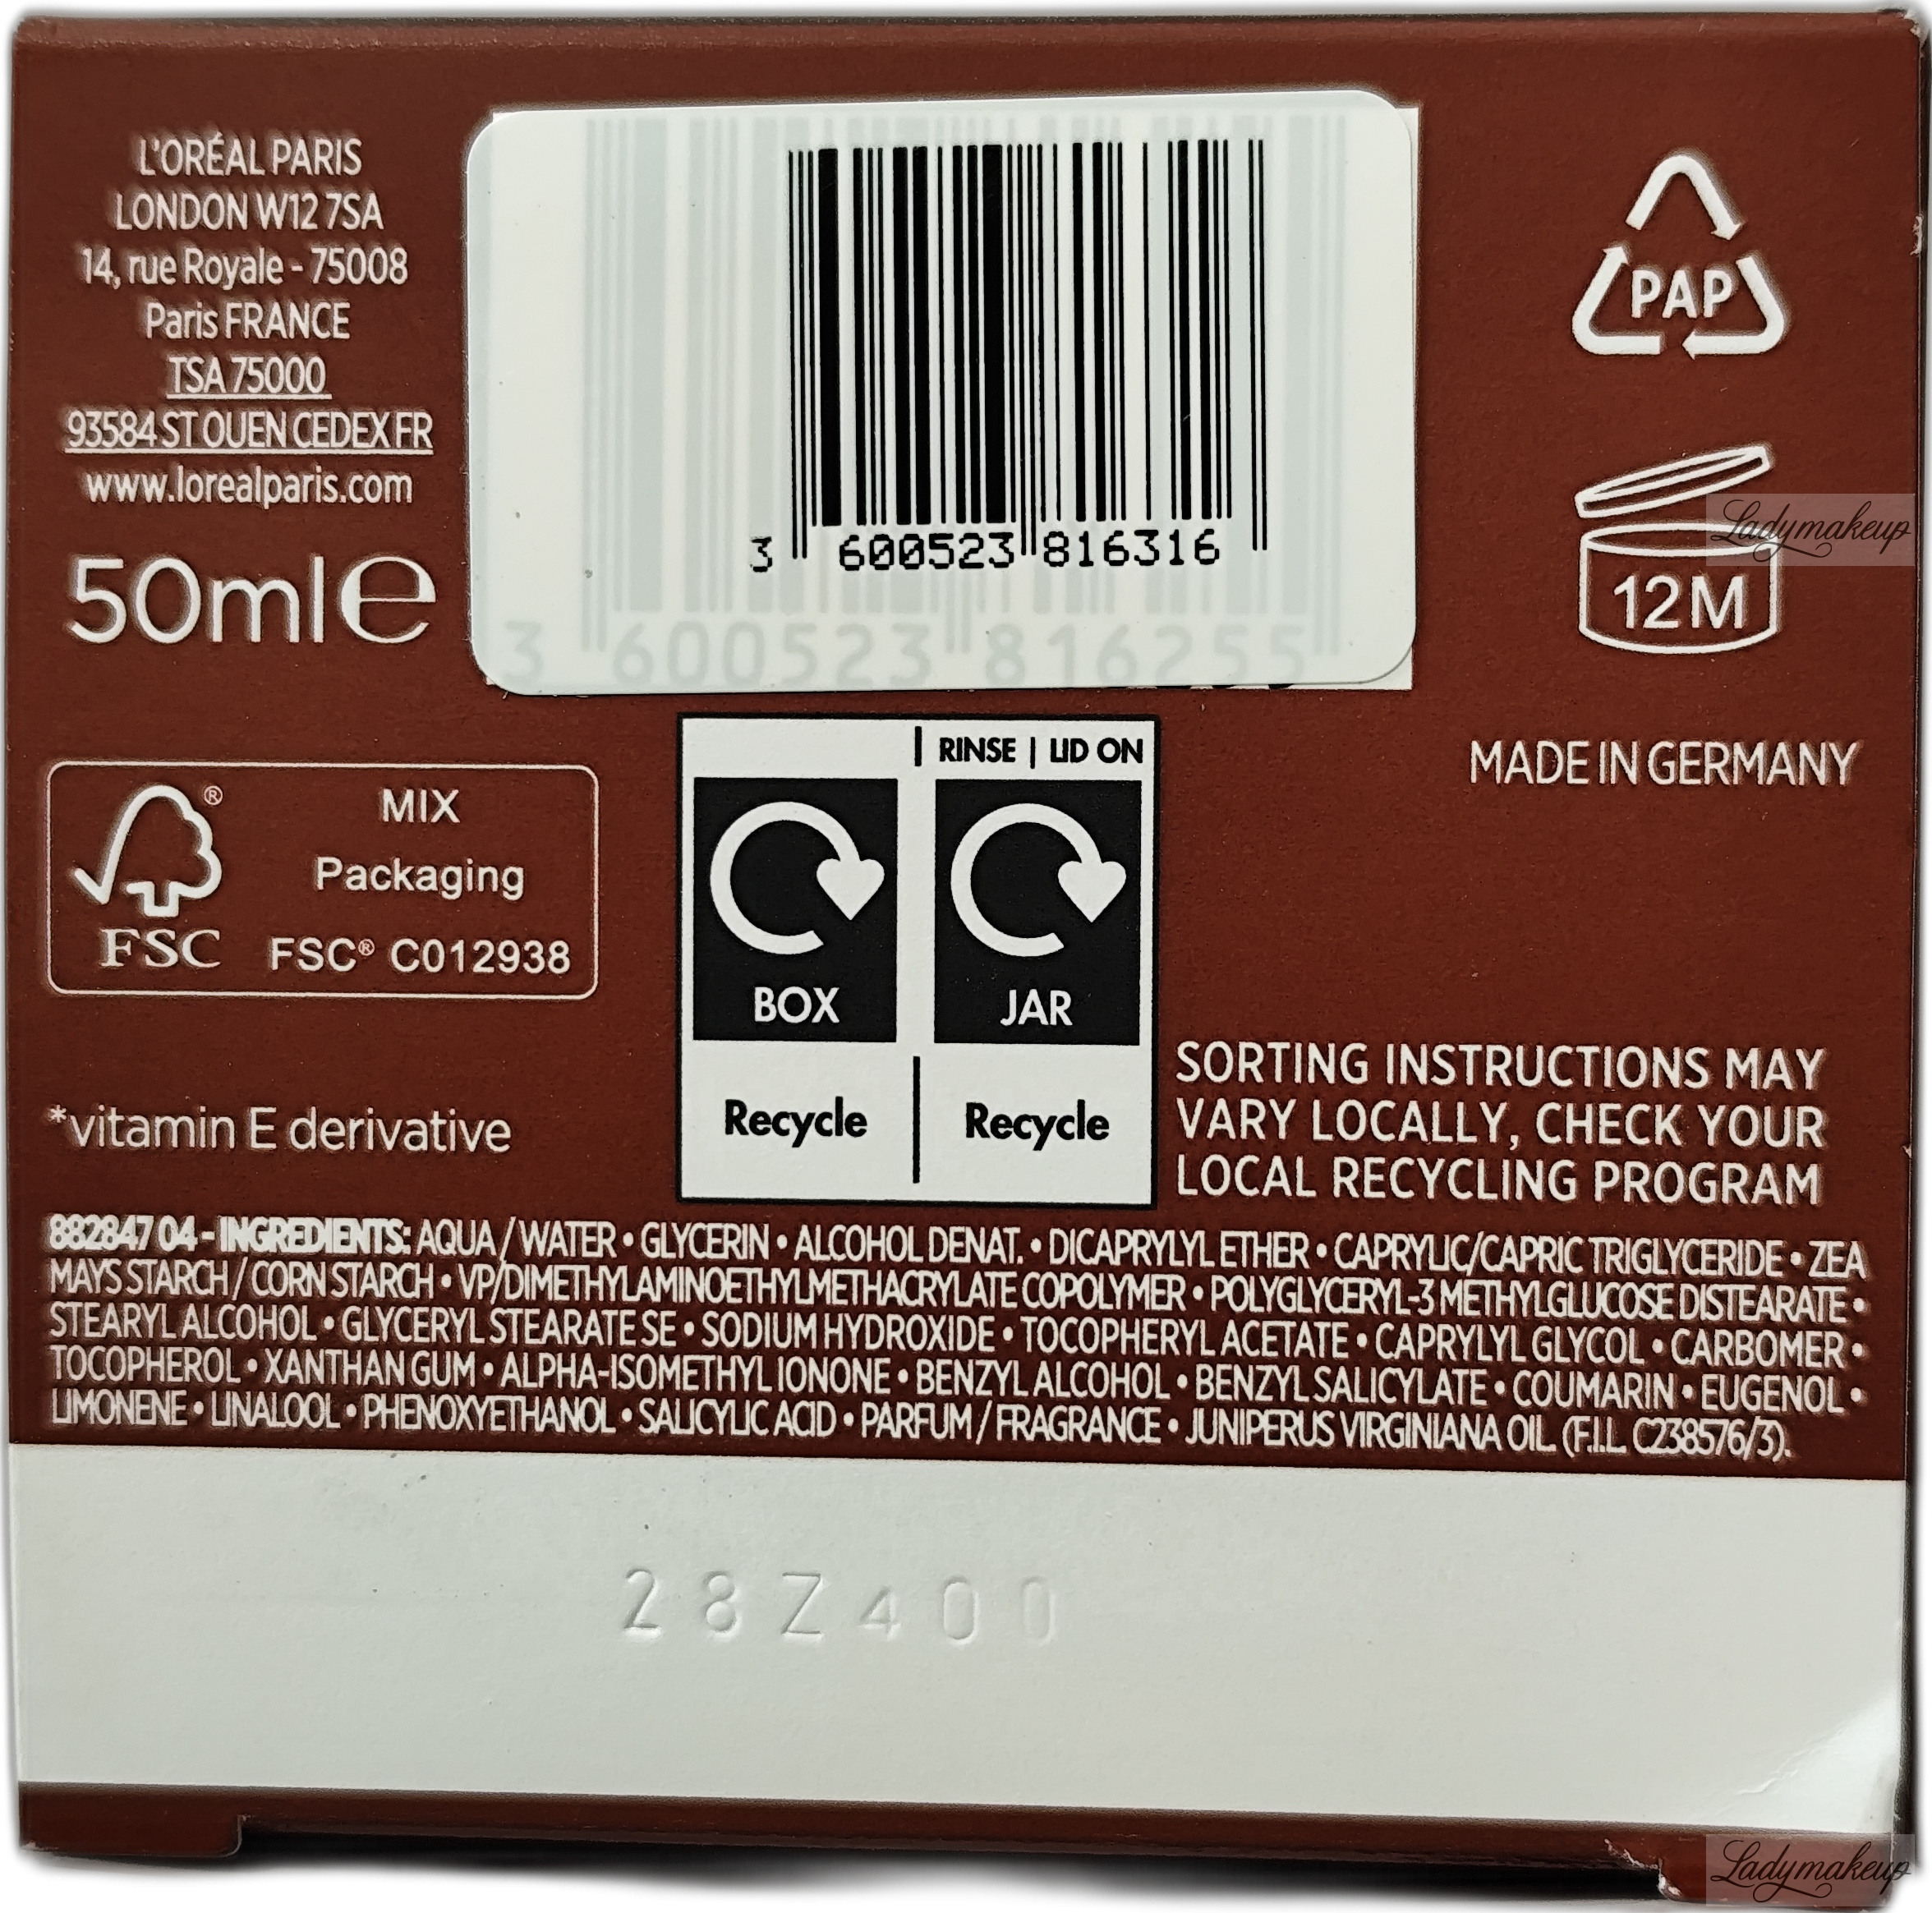 L'ORÉAL PARIS
LONDON W12 7SA
14, rue Royale - 75008
Paris FRANCE
TSA 75000
93584 ST OUEN CEDEX FR
www.lorealparis.com
50ml℮
3 600523 816316
3 600523 816255
PAP
12M
Ladymakeup
MADE IN GERMANY
FSC®
MIX
Packaging
FSC® C012938
RINSE | LID ON
BOX
JAR
Recycle
Recycle
SORTING INSTRUCTIONS MAY
VARY LOCALLY, CHECK YOUR
LOCAL RECYCLING PROGRAM
*vitamin E derivative
882847 04 - INGREDIENTS: AQUA / WATER • GLYCERIN • ALCOHOL DENAT. • DICAPRYLYL ETHER • CAPRYLIC/CAPRIC TRIGLYCERIDE • ZEA
MAYS STARCH / CORN STARCH • VP/DIMETHYLAMINOETHYLMETHACRYLATE COPOLYMER • POLYGLYCERYL-3 METHYLGLUCOSE DISTEARATE •
STEARYL ALCOHOL • GLYCERYL STEARATE SE • SODIUM HYDROXIDE • TOCOPHERYL ACETATE • CAPRYLYL GLYCOL • CARBOMER •
TOCOPHEROL • XANTHAN GUM • ALPHA-ISOMETHYL IONONE • BENZYL ALCOHOL • BENZYL SALICYLATE • COUMARIN • EUGENOL •
LIMONENE • LINALOOL • PHENOXYETHANOL • SALICYLIC ACID • PARFUM / FRAGRANCE • JUNIPERUS VIRGINIANA OIL (F.I.L. C238576/3).
28Z400
Ladymakeup